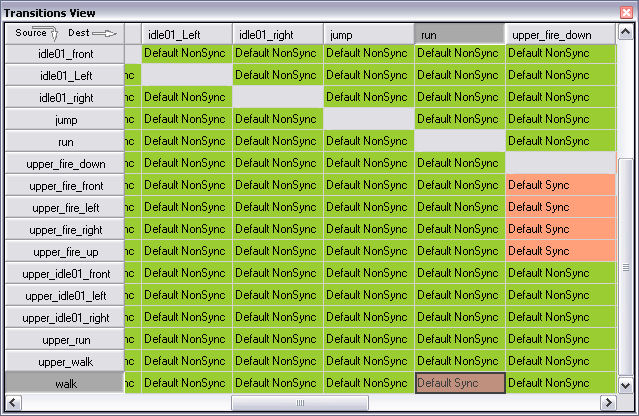 Transitions View
Source Dest idle01_Left idle01_right jump run upper_fire_down
idle01_front Default NonSync Default NonSync Default NonSync Default NonSync Default NonSync
idle01_Left nc Default NonSync Default NonSync Default NonSync Default NonSync
idle01_right nc Default NonSync Default NonSync Default NonSync Default NonSync
jump nc Default NonSync Default NonSync Default NonSync Default NonSync
run nc Default NonSync Default NonSync Default NonSync Default NonSync
upper_fire_down nc Default NonSync Default NonSync Default NonSync Default NonSync
upper_fire_front nc Default NonSync Default NonSync Default NonSync Default NonSync Default Sync
upper_fire_left nc Default NonSync Default NonSync Default NonSync Default NonSync Default Sync
upper_fire_right nc Default NonSync Default NonSync Default NonSync Default NonSync Default Sync
upper_fire_up nc Default NonSync Default NonSync Default NonSync Default NonSync Default Sync
upper_idle01_front nc Default NonSync Default NonSync Default NonSync Default NonSync Default NonSync
upper_idle01_left nc Default NonSync Default NonSync Default NonSync Default NonSync Default NonSync
upper_idle01_right nc Default NonSync Default NonSync Default NonSync Default NonSync Default NonSync
upper_run nc Default NonSync Default NonSync Default NonSync Default NonSync Default NonSync
upper_walk nc Default NonSync Default NonSync Default NonSync Default NonSync Default NonSync
walk nc Default NonSync Default NonSync Default NonSync Default Sync Default NonSync